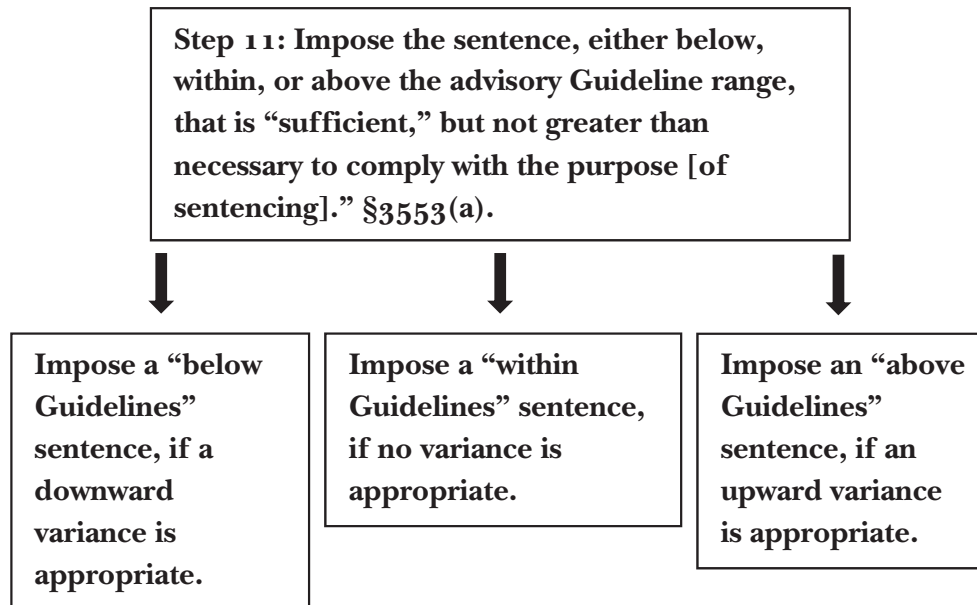 Step 11: Impose the sentence, either below,
within, or above the advisory Guideline range,
that is “sufficient,” but not greater than
necessary to comply with the purpose [of
sentencing].” §3553(a).
Impose a “below
Guidelines”
sentence, if a
downward
variance is
appropriate.
Impose a “within
Guidelines” sentence,
if no variance is
appropriate.
Impose an “above
Guidelines”
sentence, if an
upward variance
is appropriate.